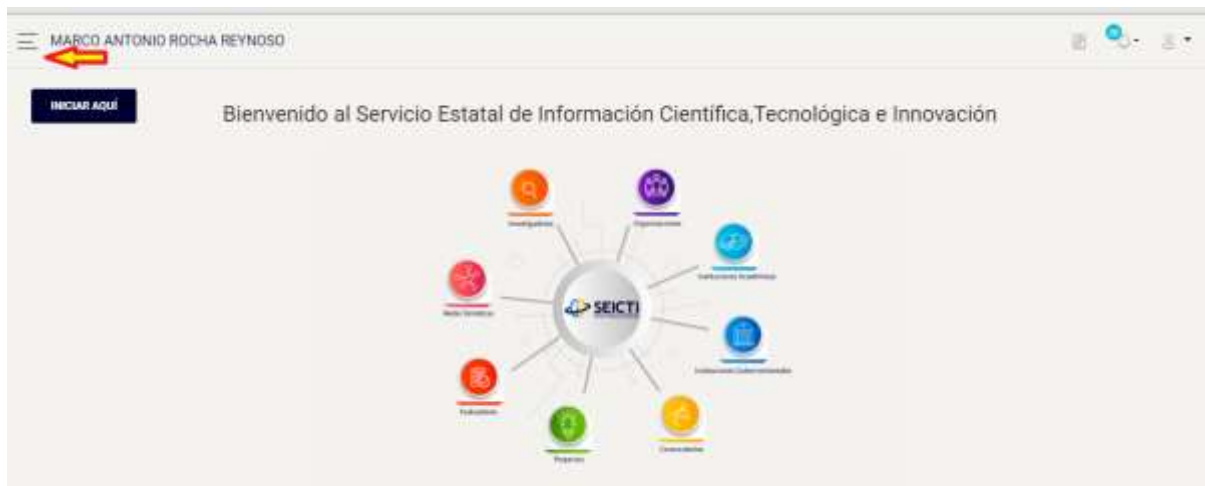 MARCO ANTONIO ROCHA REYNOSO
INICIAR AQUÍ
Bienvenido al Servicio Estatal de Información Científica,Tecnológica e Innovación
Investigadores
Organizaciones
Instituciones Académicas
Redes Temáticas
SEICTI
Instituciones Gubernamentales
Evaluadores
Proyectos
Convocatorias